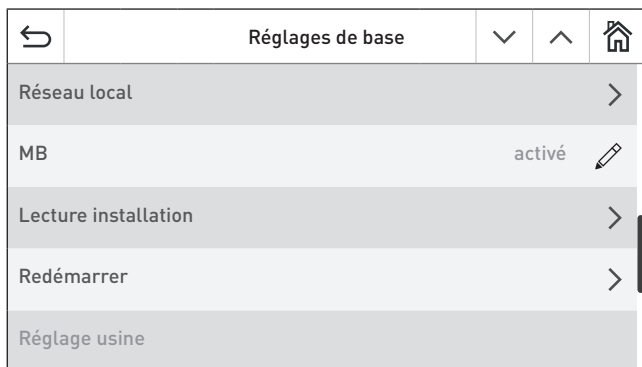 Réglages de base
Réseau local
MB activé
Lecture installation
Redémarrer
Réglage usine